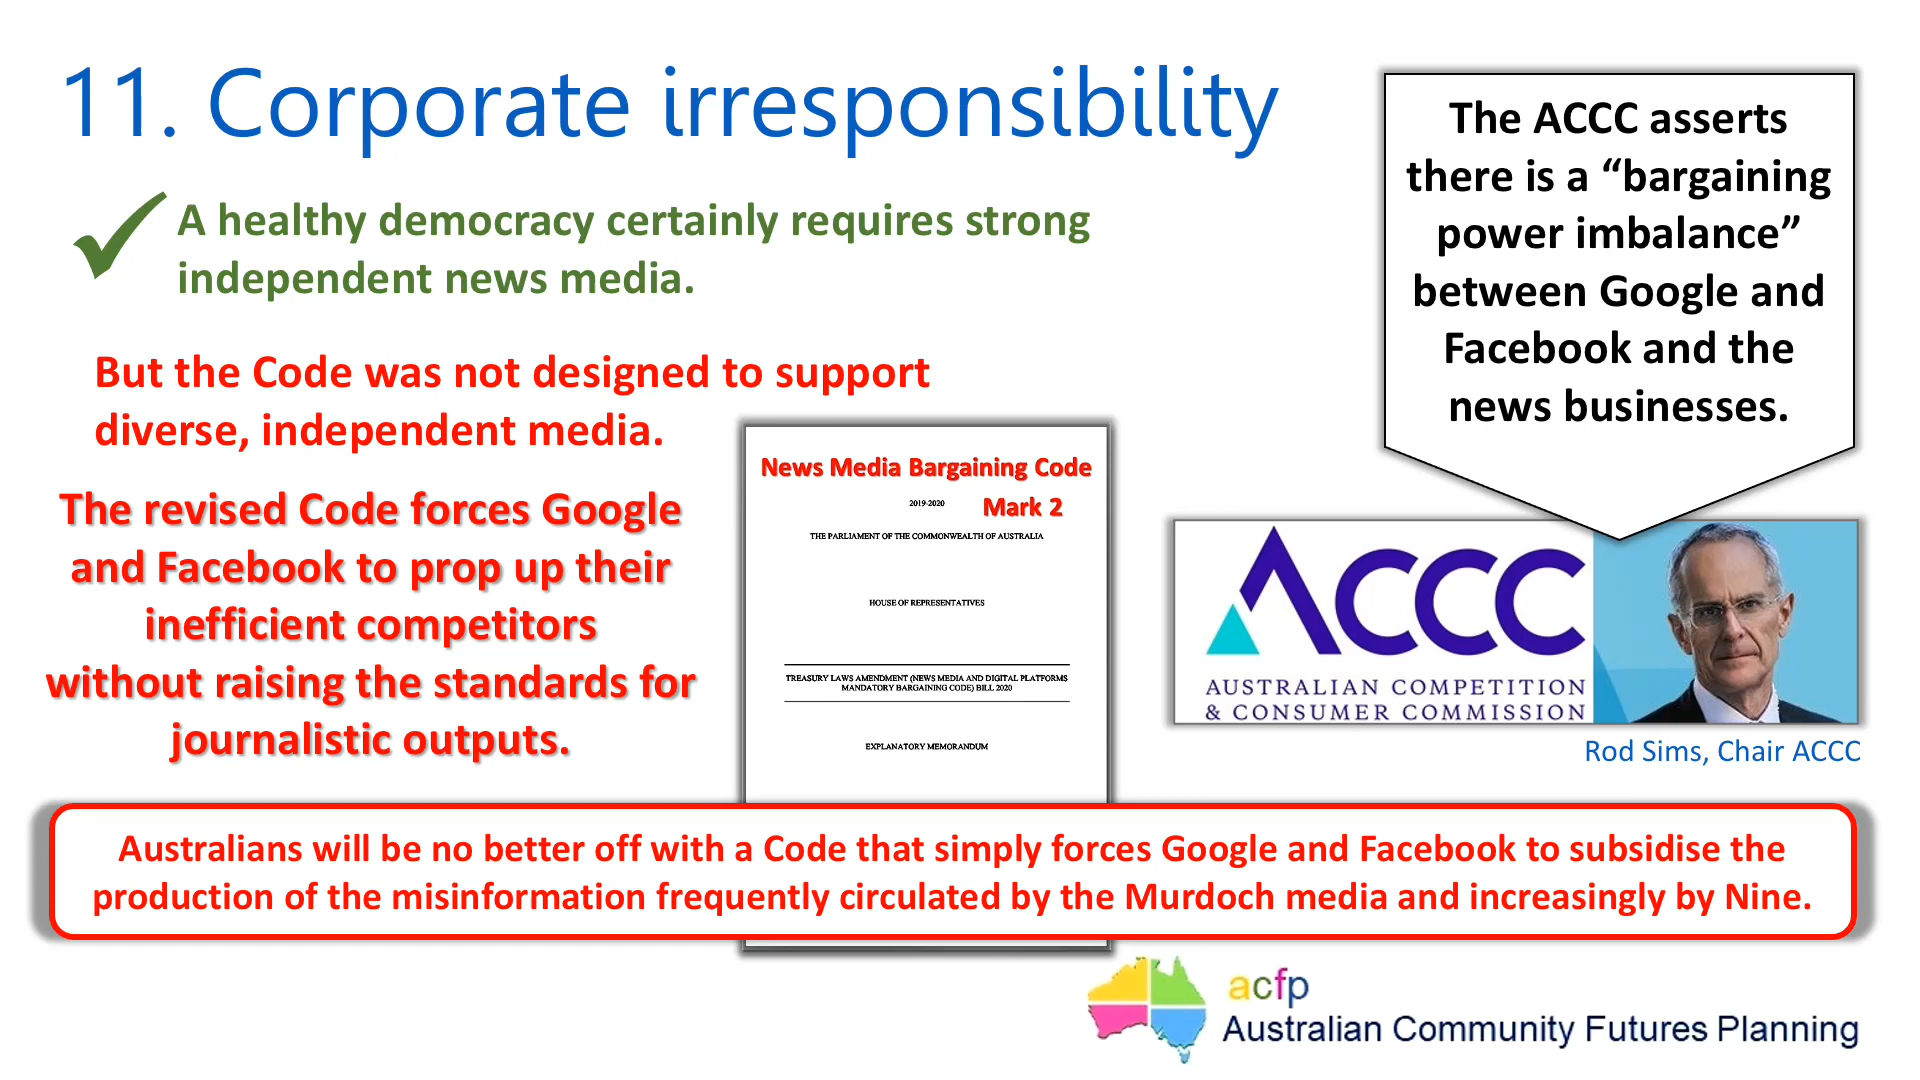 11. Corporate irresponsibility
✓ A healthy democracy certainly requires strong
independent news media.
But the Code was not designed to support
diverse, independent media.
The revised Code forces Google
and Facebook to prop up their
inefficient competitors
without raising the standards for
journalistic outputs.
News Media Bargaining Code
2019-2020 Mark 2
THE PARLIAMENT OF THE COMMONWEALTH OF AUSTRALIA
HOUSE OF REPRESENTATIVES
TREASURY LAWS AMENDMENT (NEWS MEDIA AND DIGITAL PLATFORMS
MANDATORY BARGAINING CODE) BILL 2020
EXPLANATORY MEMORANDUM
The ACCC asserts
there is a “bargaining
power imbalance”
between Google and
Facebook and the
news businesses.
ACCC
AUSTRALIAN COMPETITION
& CONSUMER COMMISSION
Rod Sims, Chair ACCC
Australians will be no better off with a Code that simply forces Google and Facebook to subsidise the
production of the misinformation frequently circulated by the Murdoch media and increasingly by Nine.
acfp
Australian Community Futures Planning